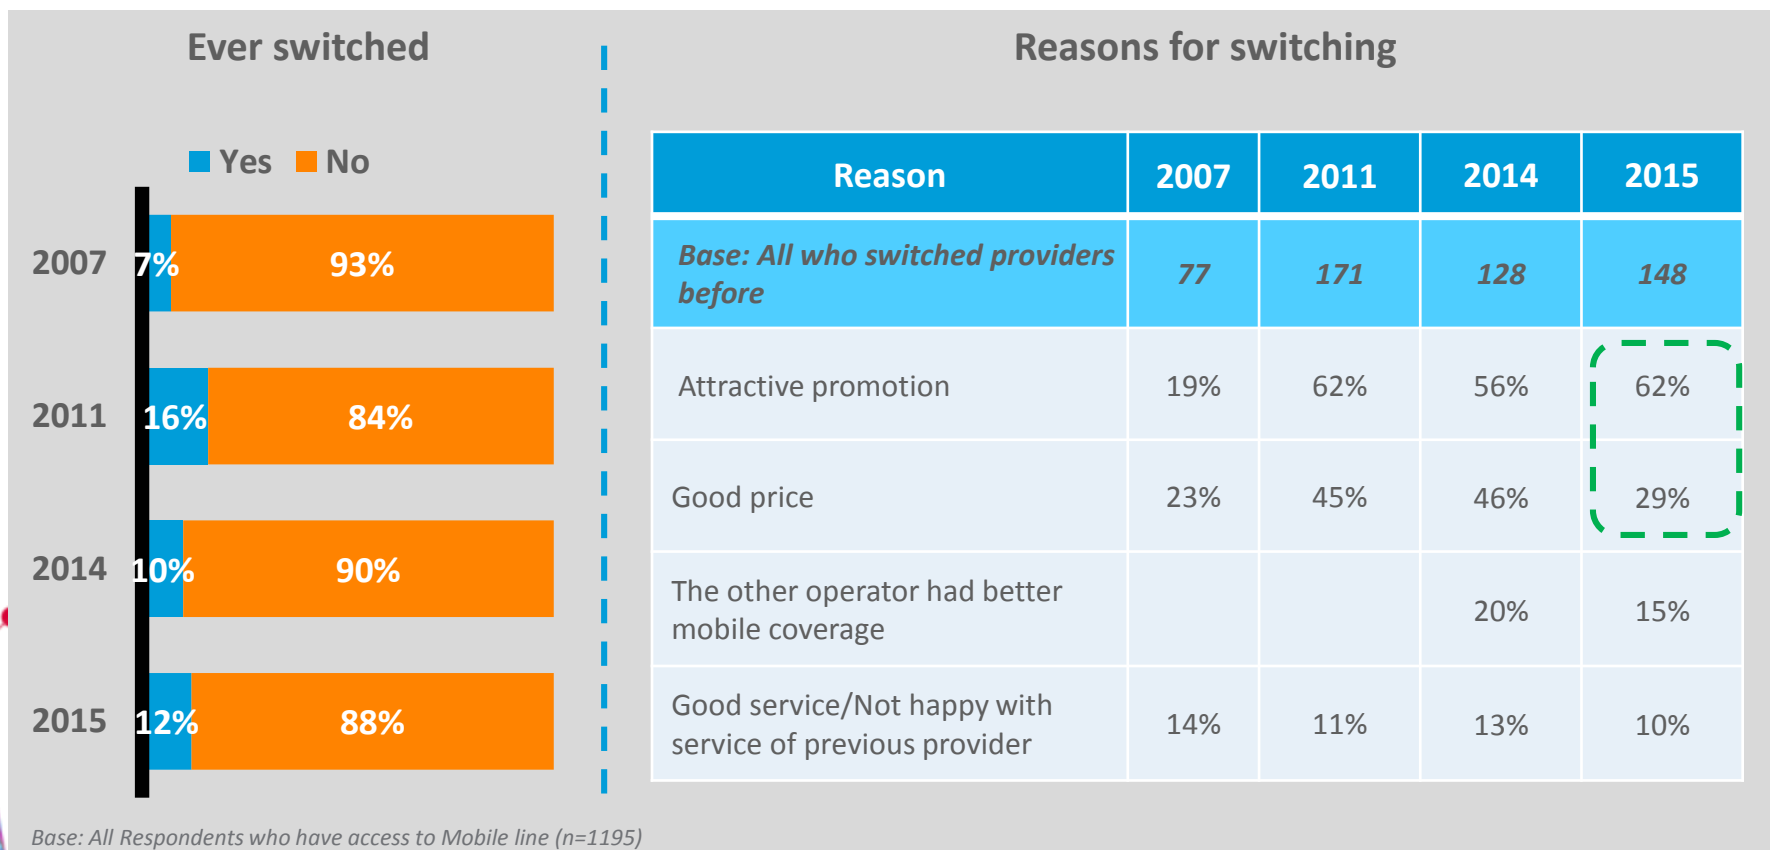 Ever switched
Yes No
2007 7% 93%
2011 16% 84%
2014 10% 90%
2015 12% 88%
Base: All Respondents who have access to Mobile line (n=1195)
Reasons for switching
Reason 2007 2011 2014 2015
Base: All who switched providers
before 77 171 128 148
Attractive promotion 19% 62% 56% 62%
Good price 23% 45% 46% 29%
The other operator had better
mobile coverage 20% 15%
Good service/Not happy with
service of previous provider 14% 11% 13% 10%